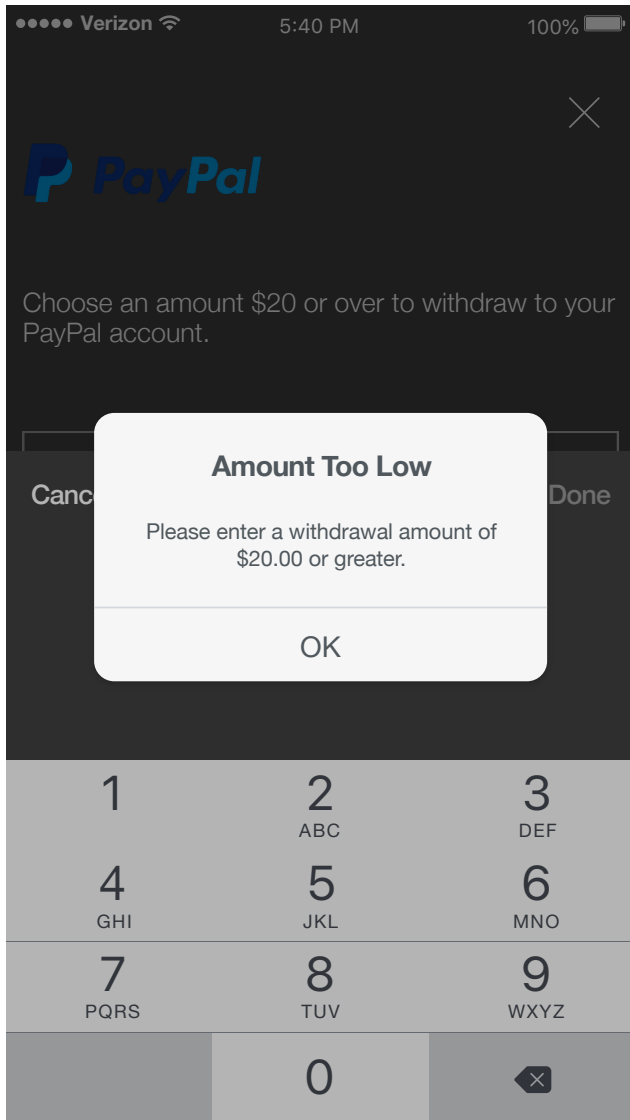 Verizon 5:40 PM 100%
PayPal
Choose an amount $20 or over to withdraw to your
PayPal account.
Amount Too Low
Canc Done
Please enter a withdrawal amount of
$20.00 or greater.
OK
1 2 3
ABC DEF
4 5 6
GHI JKL MNO
7 8 9
PQRS TUV WXYZ
0